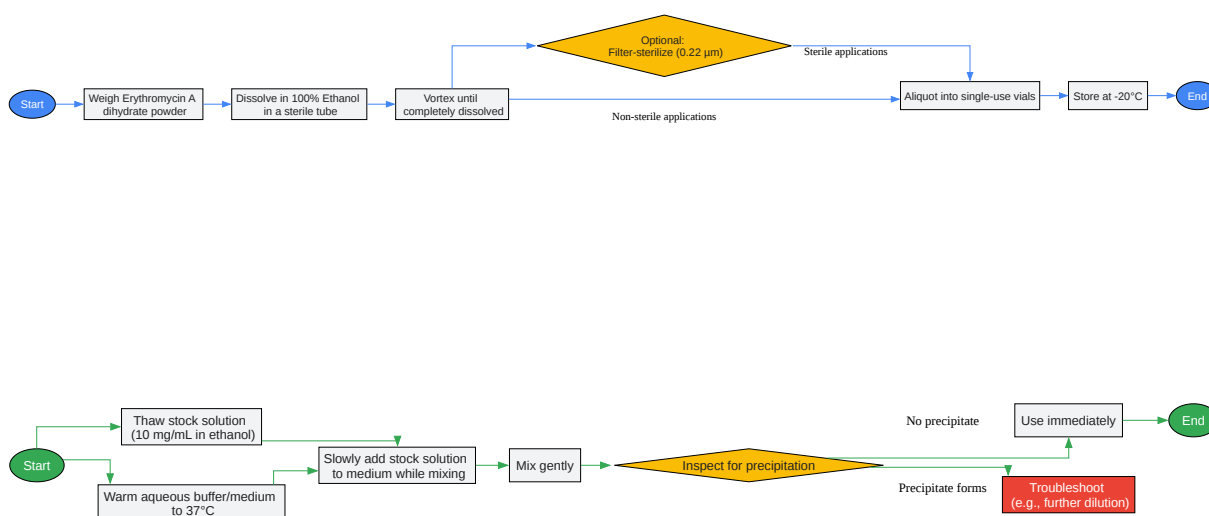 Optional:
Filter-sterilize (0.22 µm)
Sterile applications
Start
Weigh Erythromycin A
dihydrate powder
Dissolve in 100% Ethanol
in a sterile tube
Vortex until
completely dissolved
Non-sterile applications
Aliquot into single-use vials
Store at -20°C
End
Start
Thaw stock solution
(10 mg/mL in ethanol)
Warm aqueous buffer/medium
to 37°C
Slowly add stock solution
to medium while mixing
Mix gently
Inspect for precipitation
No precipitate
Use immediately
End
Precipitate forms
Troubleshoot
(e.g., further dilution)